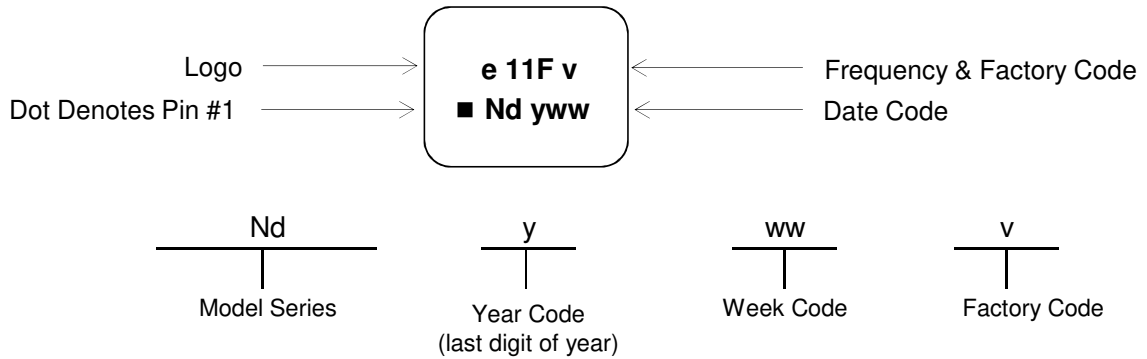 Logo
e 11F v
Frequency & Factory Code
Dot Denotes Pin #1
■ Nd yww
Date Code
Nd
y
ww
v
Model Series
Year Code
(last digit of year)
Week Code
Factory Code